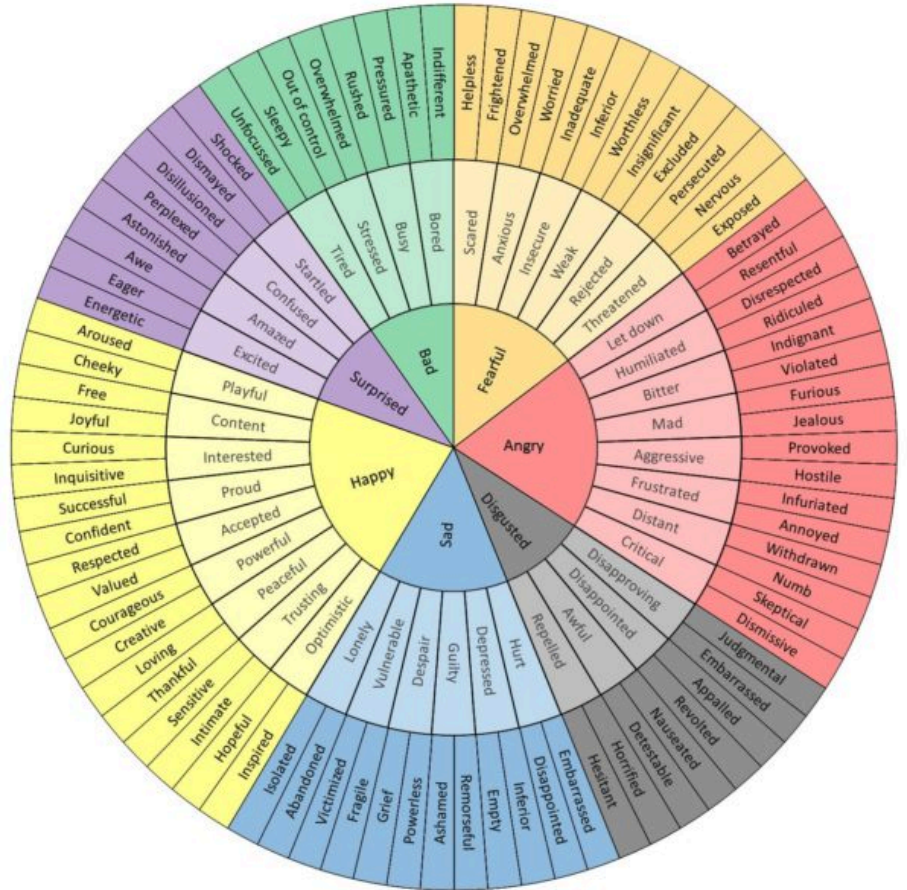 Fearful
Angry
Disgusted
Sad
Happy
Surprised
Bad
Scared
Anxious
Insecure
Weak
Rejected
Threatened
Let down
Humiliated
Bitter
Mad
Aggressive
Frustrated
Distant
Critical
Disapproving
Disappointed
Awful
Repelled
Hurt
Depressed
Guilty
Despair
Vulnerable
Lonely
Optimistic
Trusting
Peaceful
Powerful
Accepted
Proud
Interested
Content
Playful
Excited
Amazed
Confused
Startled
Tired
Stressed
Busy
Bored
Helpless
Frightened
Overwhelmed
Worried
Inadequate
Inferior
Worthless
Insignificant
Excluded
Persecuted
Nervous
Exposed
Betrayed
Resentful
Disrespected
Ridiculed
Indignant
Violated
Furious
Jealous
Provoked
Hostile
Infuriated
Annoyed
Withdrawn
Numb
Skeptical
Dismissive
Judgmental
Embarrassed
Appalled
Revolted
Nauseated
Detestable
Horrified
Hesitant
Embarrassed
Disappointed
Inferior
Empty
Remorseful
Ashamed
Powerless
Grief
Fragile
Victimized
Abandoned
Isolated
Inspired
Hopeful
Intimate
Sensitive
Thankful
Loving
Creative
Courageous
Valued
Respected
Confident
Successful
Inquisitive
Curious
Joyful
Free
Cheeky
Aroused
Energetic
Eager
Awe
Astonished
Perplexed
Disillusioned
Dismayed
Shocked
Unfocussed
Sleepy
Out of control
Overwhelmed
Rushed
Pressured
Apathetic
Indifferent